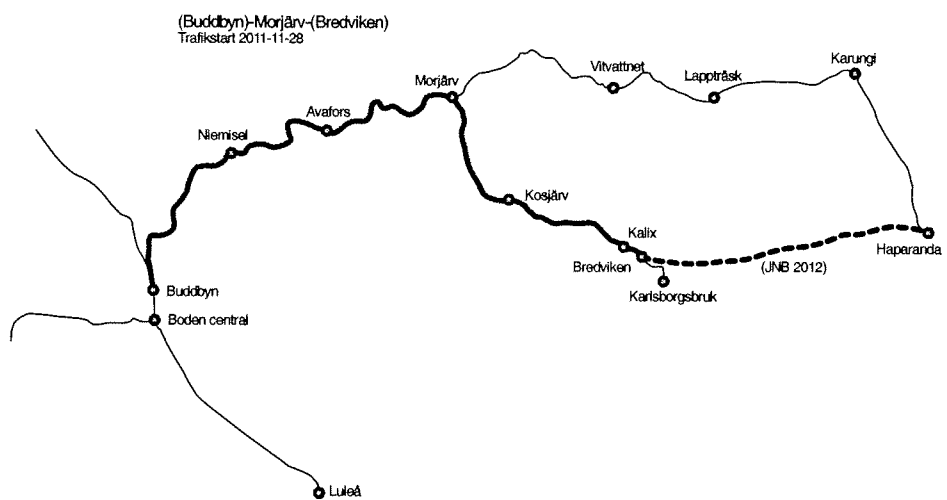 (Buddbyn)-Morjärv-(Bredviken)
Trafikstart 2011-11-28
Karungi
Vitvattnet
Lappträsk
Morjärv
Avafors
Niemisel
Kosjärv
Kalix
Bredviken
(JNB 2012)
Haparanda
Karlsborgsbruk
Buddbyn
Boden central
Luleå